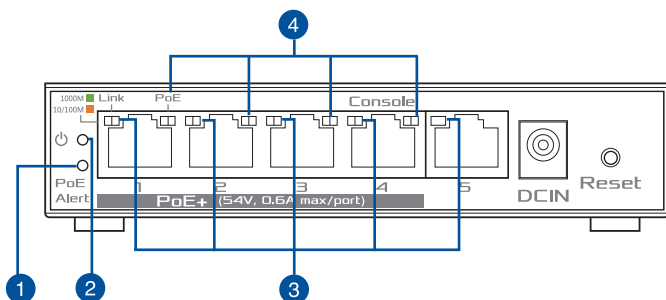 4
1000M Link PoE
10/100M Console
PoE
Alert
1 2 3 4 5
PoE+ (54V, 0.6A max/port)
DCIN
Reset
1 2 3